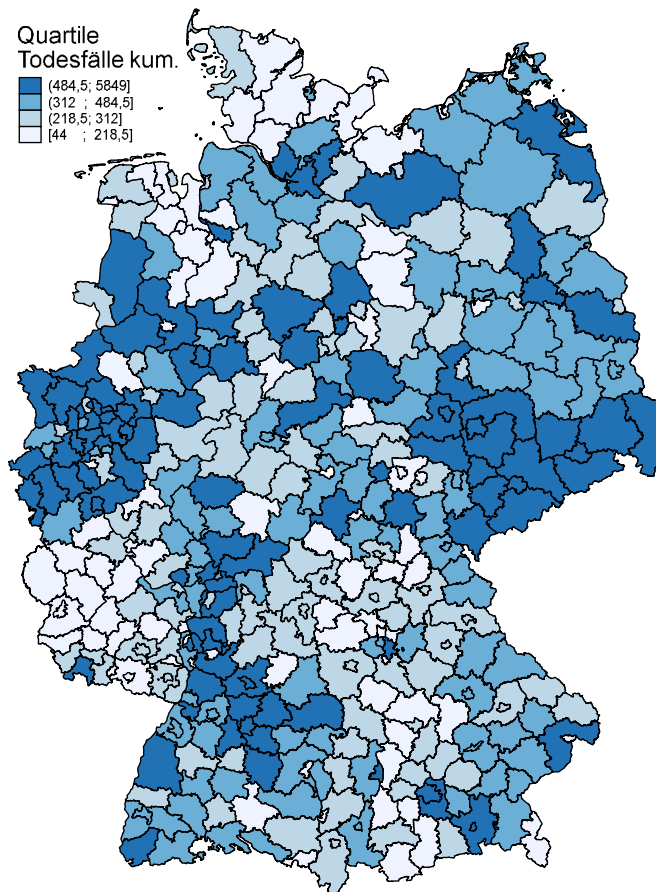 Quartile
Todesfälle kum.
(484,5; 5849]
(312 ; 484,5]
(218,5; 312]
[44 ; 218,5]